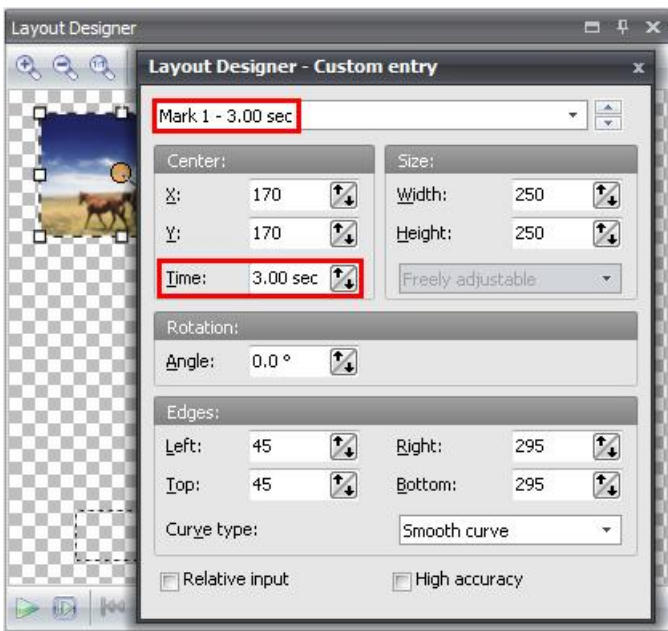 Layout Designer
Layout Designer - Custom entry
Mark 1 - 3.00 sec
Center:
Size:
X: 170
Width: 250
Y: 170
Height: 250
Time: 3.00 sec
Freely adjustable
Rotation:
Angle: 0.0 °
Edges:
Left: 45
Right: 295
Top: 45
Bottom: 295
Curve type: Smooth curve
Relative input
High accuracy